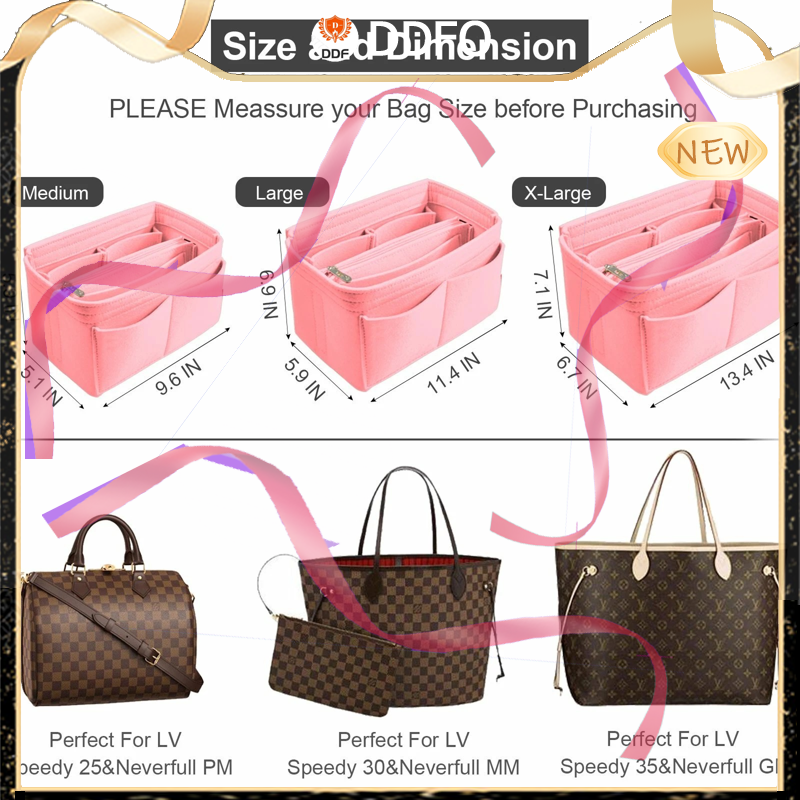 DDFO
DDF
Size and Dimension
PLEASE Meassure your Bag Size before Purchasing
NEW
Medium
Large
X-Large
5.1 IN
9.6 IN
6.9 IN
5.9 IN
11.4 IN
7.1 IN
6.7 IN
13.4 IN
Perfect For LV
peedy 25&Neverfull PM
Perfect For LV
Speedy 30&Neverfull MM
Perfect For LV
Speedy 35&Neverfull G